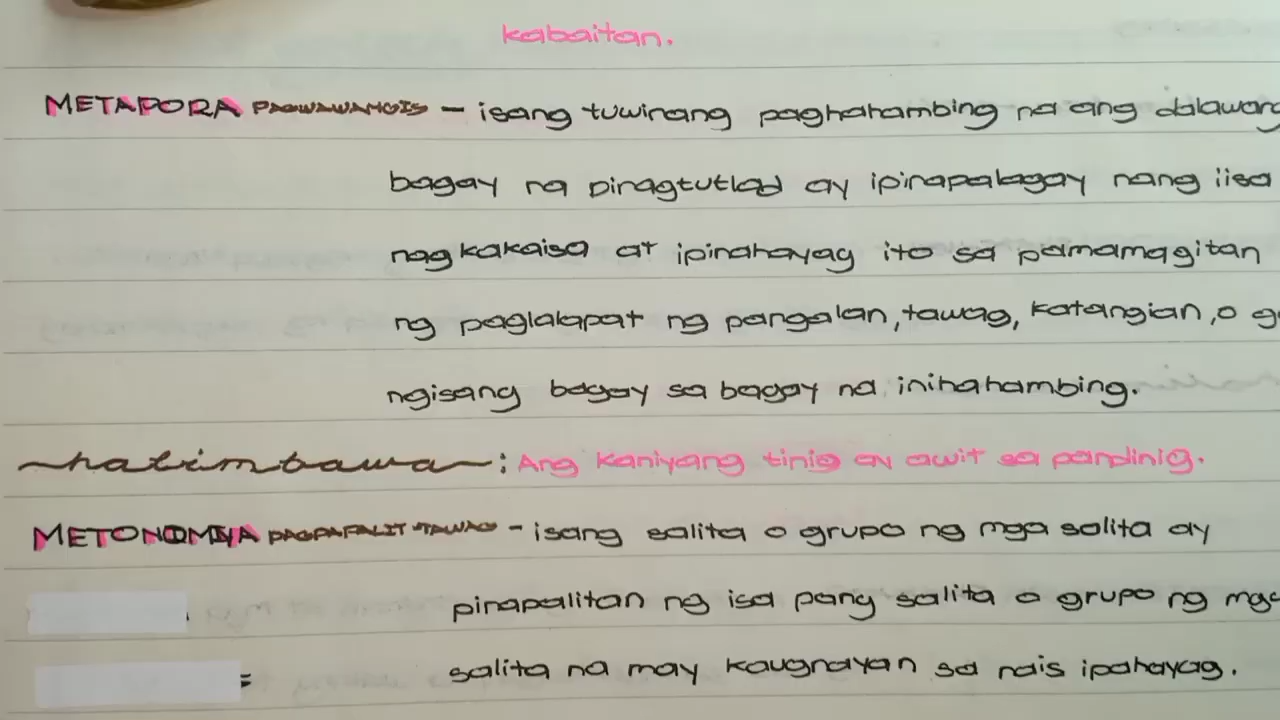 kabaitan.
METAPORA PAGWAWANGIS - isang tuwirang paghahambing na ang dalawang
bagay na pinagtutlad ay ipinapalagay nang iisa
nagkakaisa at ipinahayag ito sa pamamagitan
ng paglalapat ng pangalan, tawag, katangian, o
ngisang bagay sa bagay na inihahambing.
halimbawa: Ang kaniyang tinig ay awit sa pandinig.
METONOMIYA PAGPAPALIT TAWAG - isang salita o grupo ng mga salita ay
pinapalitan ng isa pang salita o grupo ng mga
salita na may kaugnayan sa nais ipahayag.